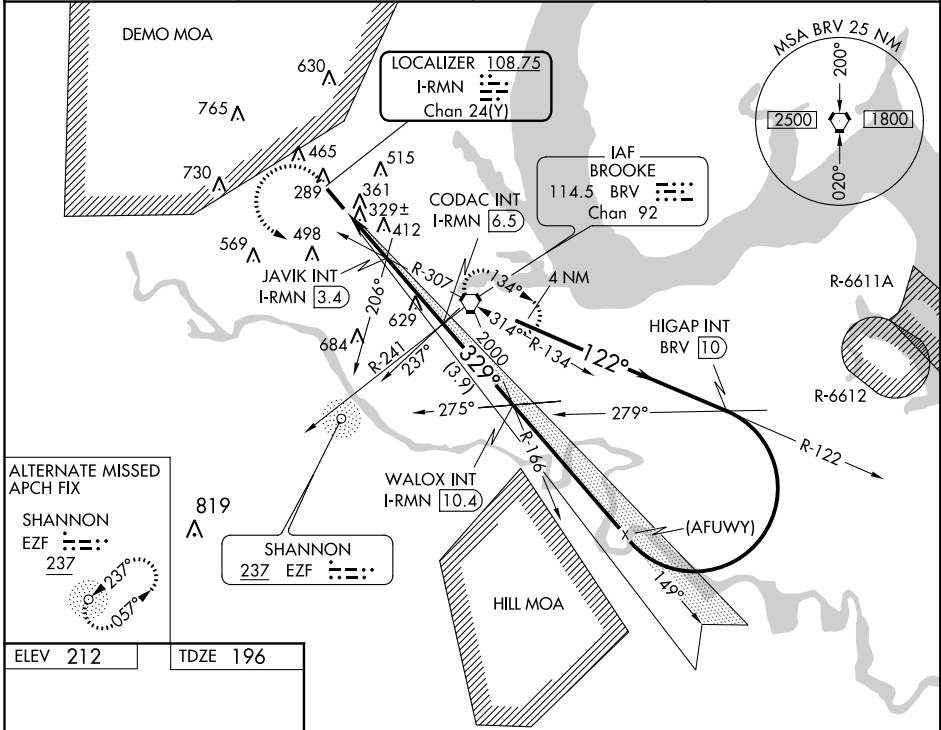 DEMO MOA
630
765
730
465
289
515
361
329±
412
569
498
LOCALIZER 108.75
I-RMN
Chan 24(Y)
MSA BRV 25 NM
200°
2500
1800
020°
IAF
BROOKE
114.5 BRV
Chan 92
CODAC INT
I-RMN 6.5
JAVIK INT
I-RMN 3.4
R-307
134°
4 NM
206°
629
684
R-241
237°
314°
R-134
2000
329°
(3.9)
122°
HIGAP INT
BRV 10
R-6611A
R-6612
275°
279°
R-122
R-166
WALOX INT
I-RMN 10.4
(AFUWY)
149°
HILL MOA
819
SHANNON
237 EZF
ALTERNATE MISSED
APCH FIX
SHANNON
EZF
237
237°
057°
ELEV 212
TDZE 196